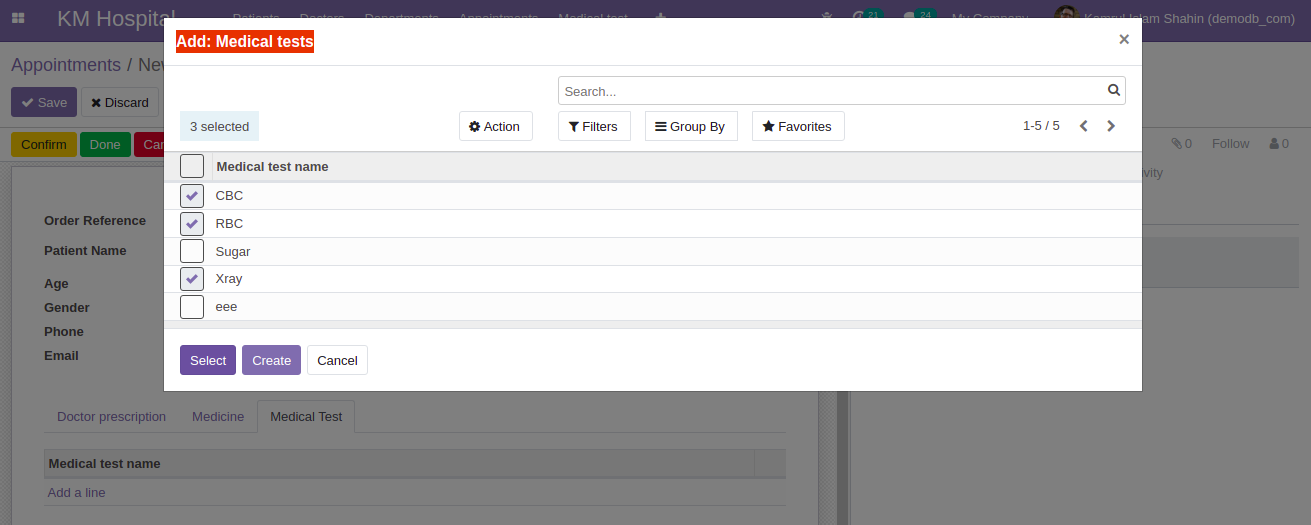 KM Hospital Patients Doctors Departments Appointments Medical test 21 24 My Company Kamrul Islam Shahin (demodb_com)
Add: Medical tests ×
Appointments / New
Search...
Save Discard
3 selected Action Filters Group By Favorites 1-5 / 5
Confirm Done 0 Follow 0
Medical test name
CBC
RBC
Order Reference
Patient Name
Sugar
Age
Xray
Gender
eee
Phone
Email
Select Create Cancel
Doctor prescription Medicine Medical Test
Medical test name
Add a line